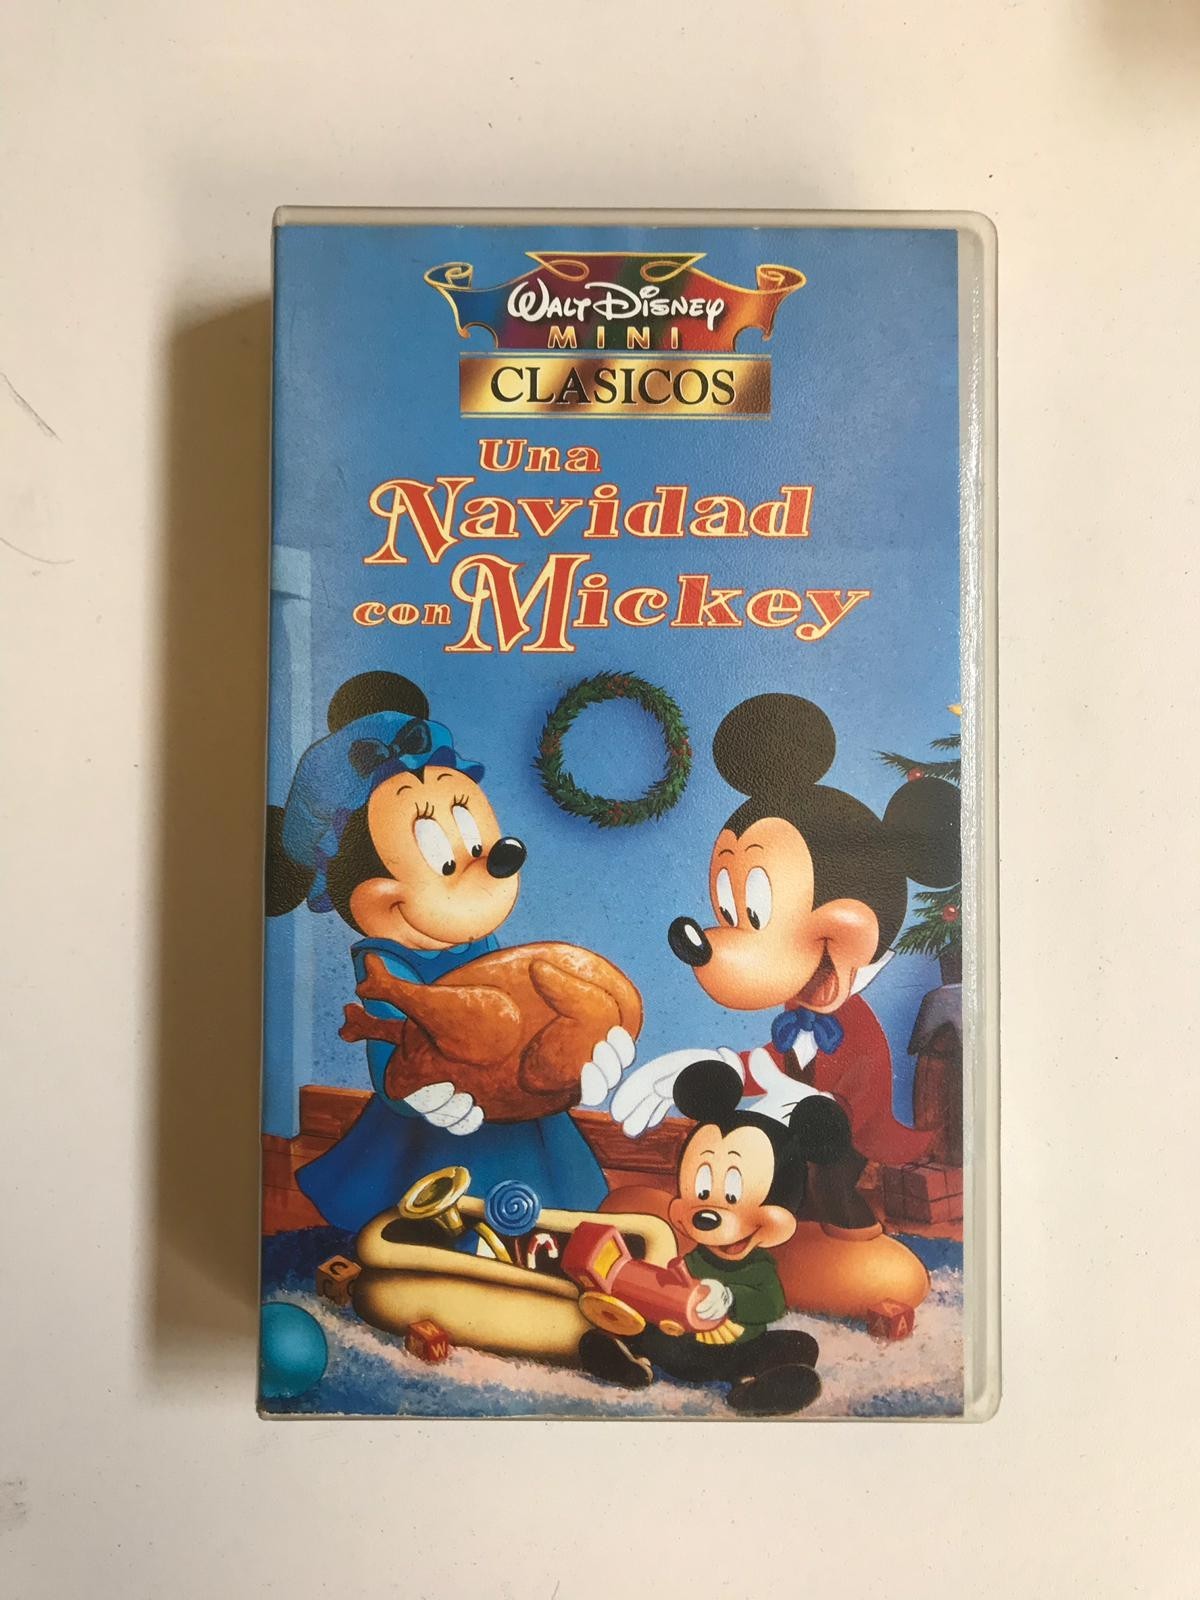 WALT DISNEY
MINI
CLASICOS
Una
Navidad
con Mickey
C
C
W
W
A
A